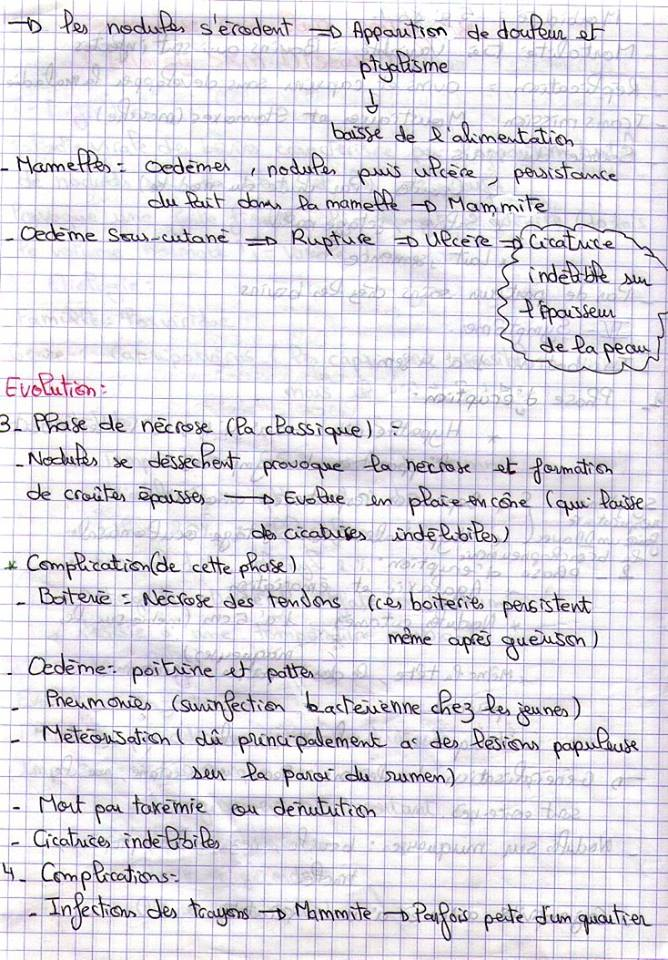 → les nodules s'érodent ⇒ Apparition de douleur et
ptyalisme
↓
baisse de l'alimentation
- Mamelles = oedèmes, nodules puis ulcère, persistance
du lait dans la mamelle → Mammite
- Oedème Sous-cutané ⇒ Rupture ⇒ Ulcère → Cicatrice
indélébile sur
l'épaisseur
de la peau
Evolution:
3- Phase de nécrose (la classique) :
- Nodules se déssechent provoque la nécrose et formation
de croûtes épaisses → Evolue en plaie en cône (qui laisse
des cicatrices indélibiles)
* Complication (de cette phase)
- Boiterie = Nécrose des tendons (ces boiteries persistent
même après guérison)
- Oedème: poitrine et pattes
- Pneumonies (surinfection bactérienne chez les jeunes)
- Météorisation (dû principalement à des lésions papuleuse
sur la paroi du rumen)
- Mort par toxémie ou dénutrition
- Cicatrices indélibiles
4- Complications:
- Infections des trayons → Mammite → Parfois perte d'un quartier